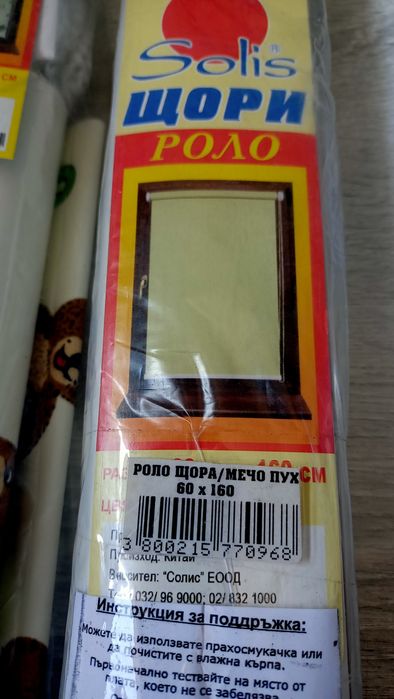 Solis®
ЩОРИ
РОЛО
СМ
РОЛО ЩОРА/МЕЧО ПУХ
60 x 160
3 800215 770968
Произход: Китай
Вносител: "Солис" ЕООД
032/ 96 9000; 02/ 832 1000
Инструкция за поддръжка:
Можете да използвате прахосмукачка или
да почистите с влажна кърпа.
Първоначално тествайте на място от
плата, което не се забелязва